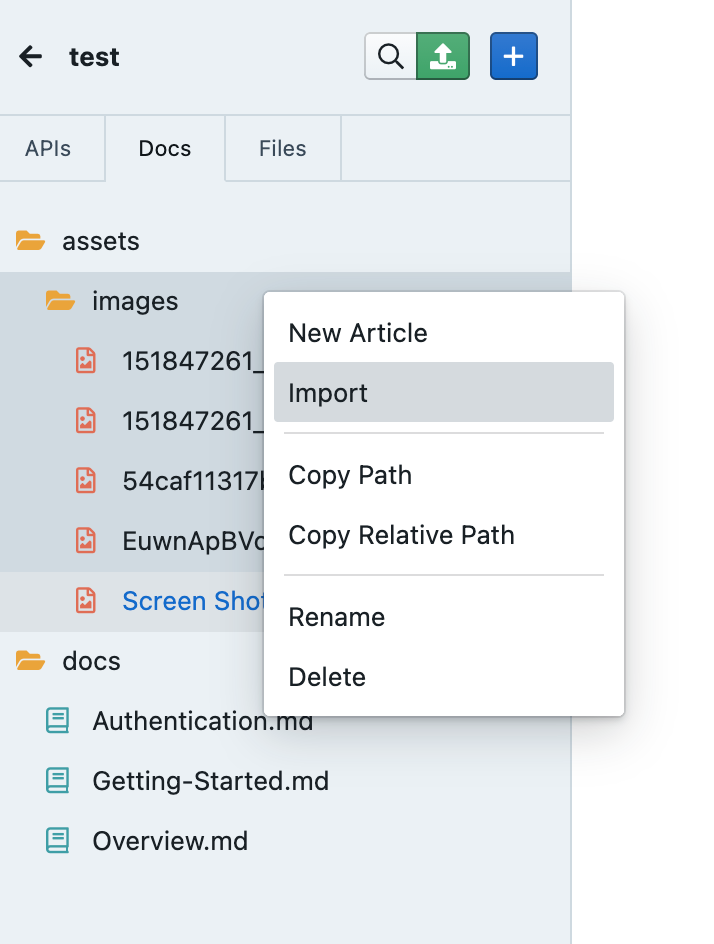 test
APIs
Docs
Files
assets
images
151847261_
151847261_
54caf11317
EuwnApBV
Screen Shot
New Article
Import
Copy Path
Copy Relative Path
Rename
Delete
docs
Authentication.md
Getting-Started.md
Overview.md